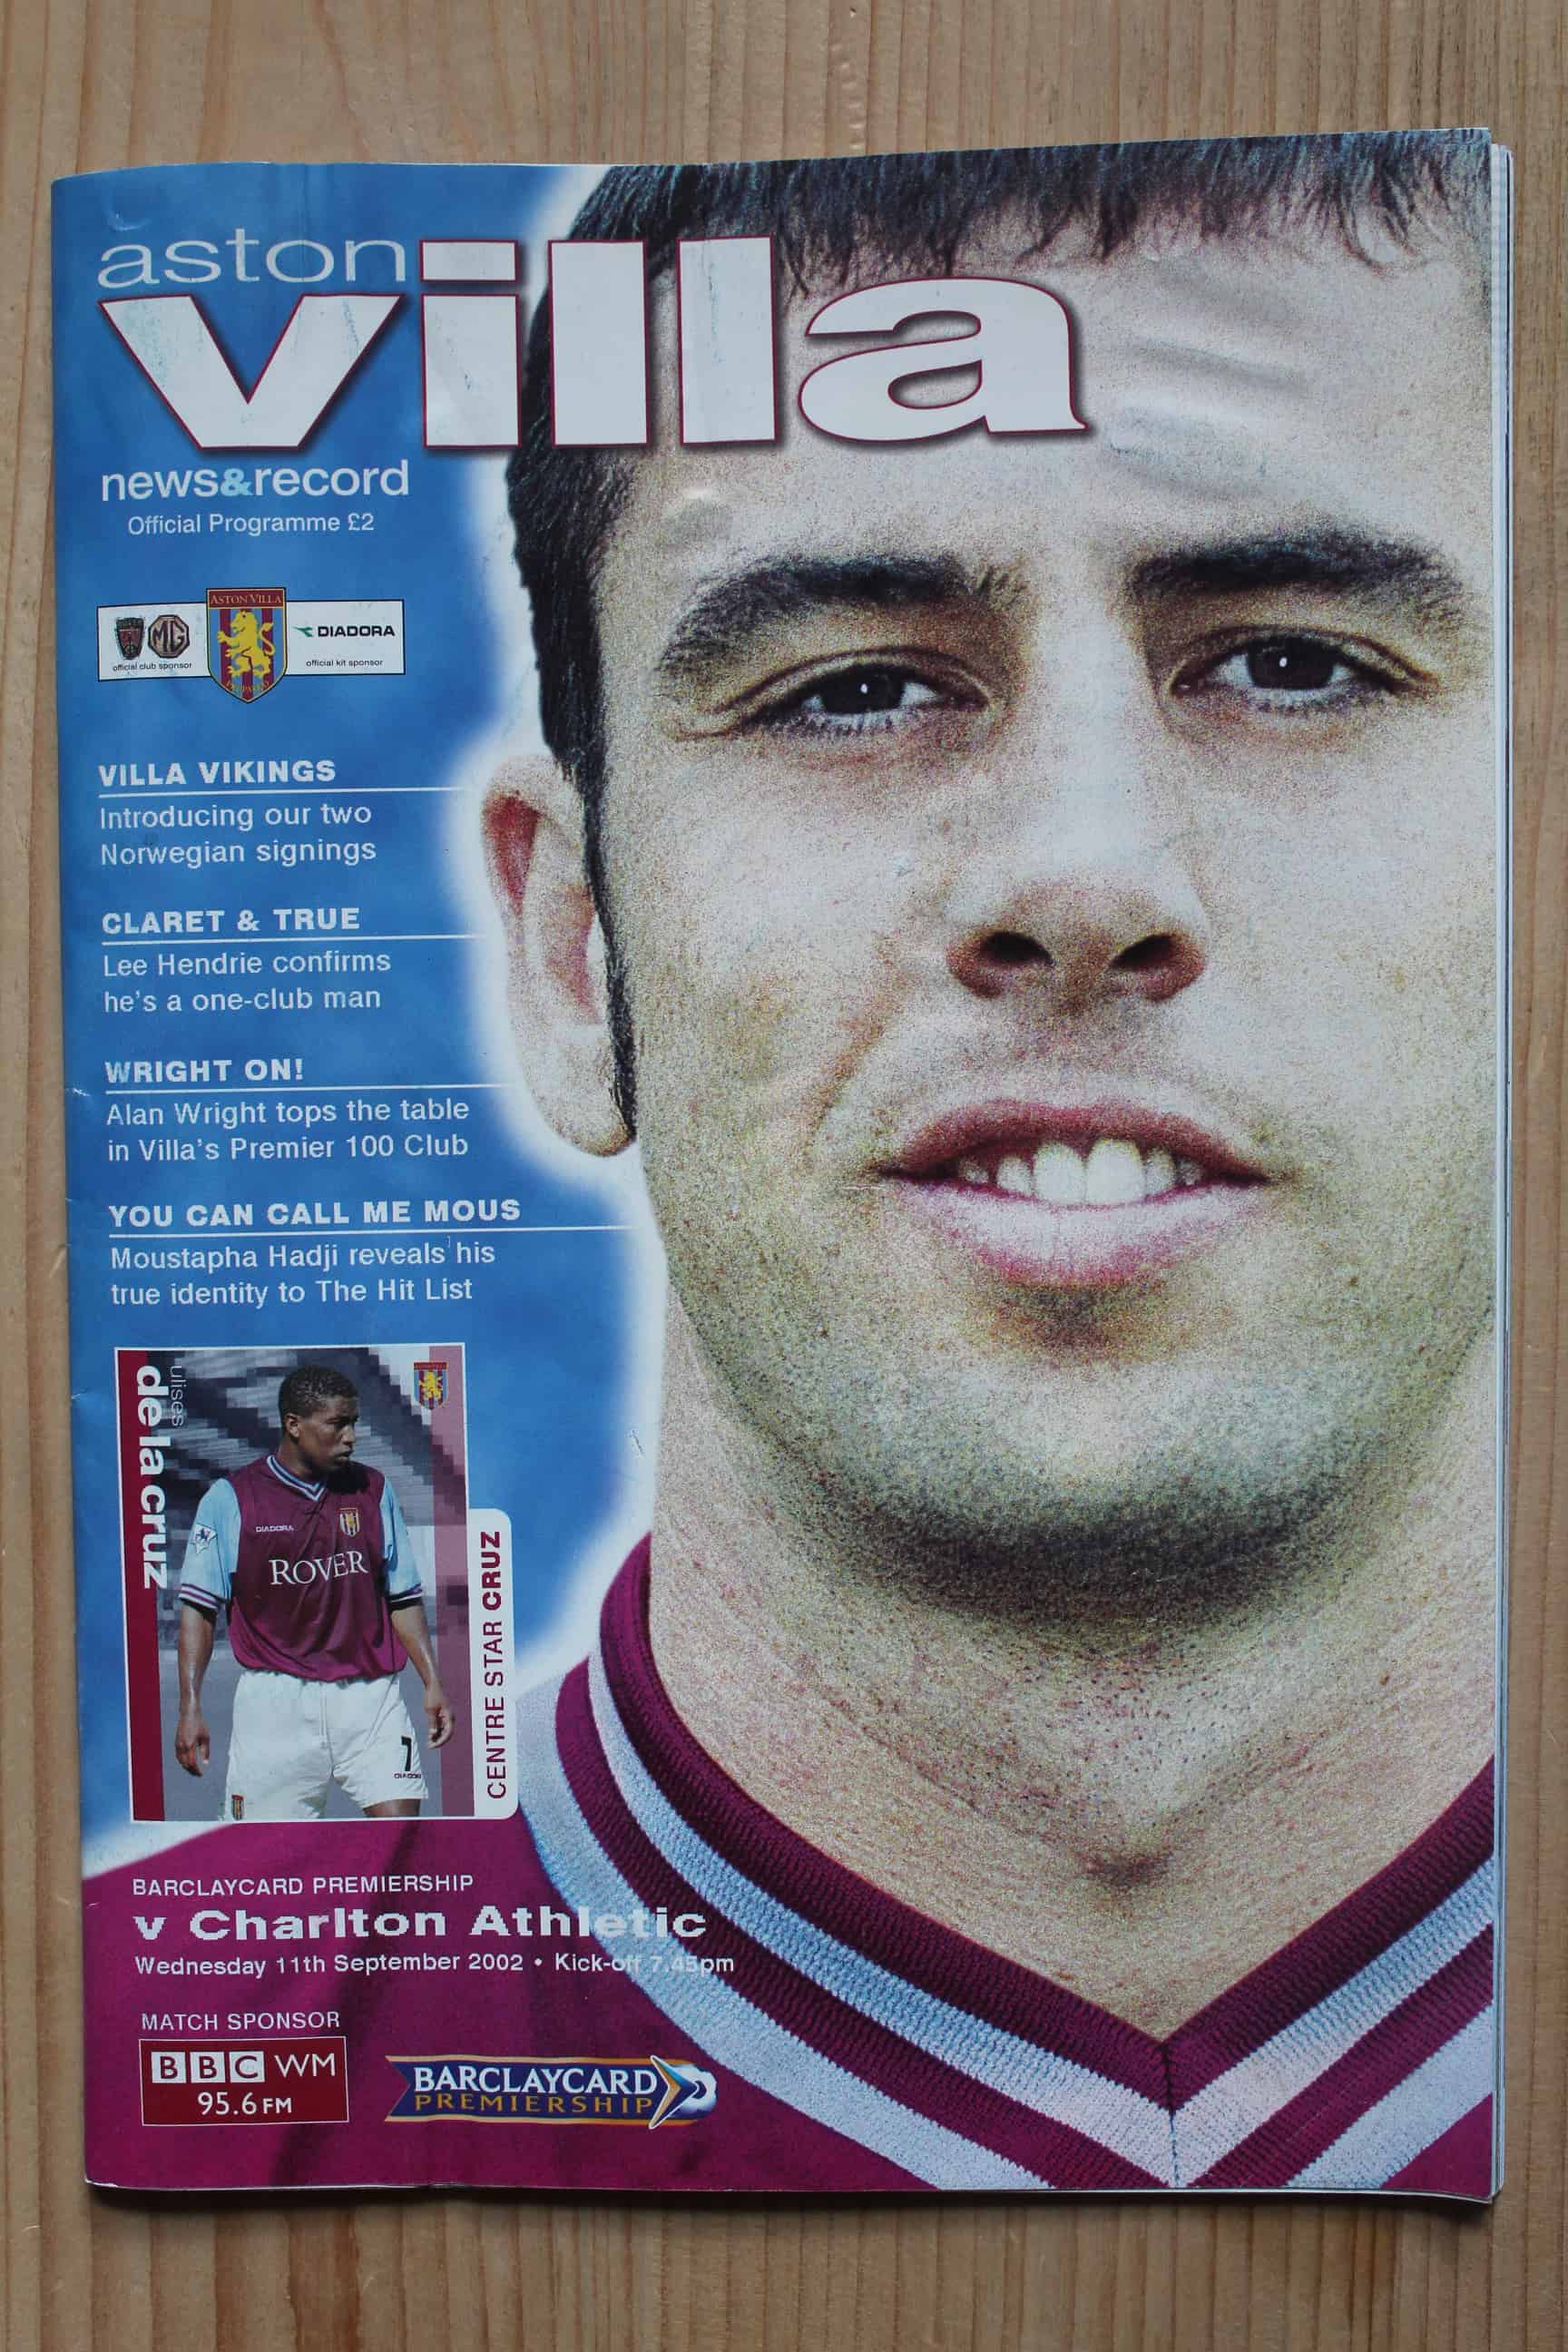 aston
villa
news&record
Official Programme £2
ASTON VILLA
MG
official club sponsor
DIADORA
official kit sponsor
VILLA VIKINGS
Introducing our two
Norwegian signings
CLARET & TRUE
Lee Hendrie confirms
he's a one-club man
WRIGHT ON!
Alan Wright tops the table
in Villa's Premier 100 Club
YOU CAN CALL ME MOUS
Moustapha Hadji reveals his
true identity to The Hit List
ulises
de la cruz
DIADORA
ROVER
7
CENTRE STAR CRUZ
BARCLAYCARD PREMIERSHIP
v Charlton Athletic
Wednesday 11th September 2002 • Kick-off 7.45pm
MATCH SPONSOR
BBC WM
95.6 FM
BARCLAYCARD
PREMIERSHIP